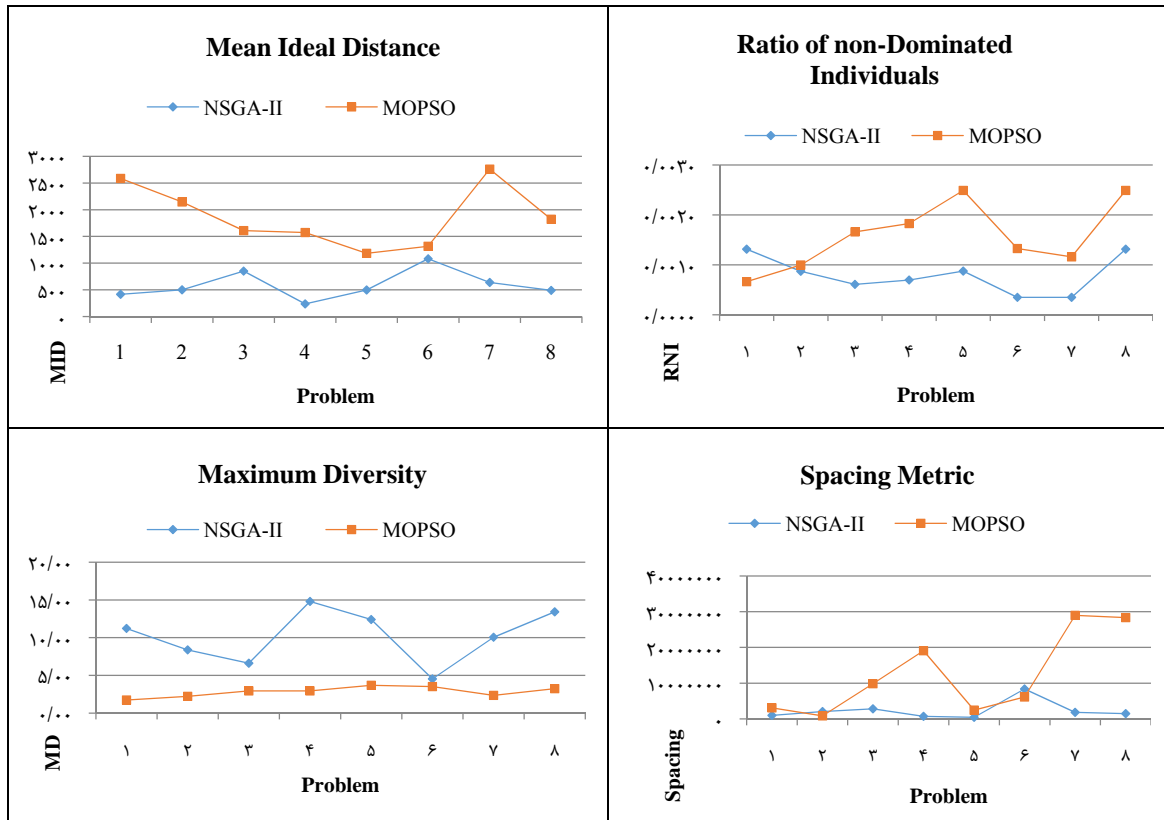 Mean Ideal Distance
NSGA-II MOPSO
۳۰۰۰
۲۵۰۰
۲۰۰۰
۱۵۰۰
۱۰۰۰
۵۰۰
۰
MID
1 2 3 4 5 6 7 8
Problem
Ratio of non-Dominated
Individuals
NSGA-II MOPSO
۰/۰۰۳۰
۰/۰۰۲۰
۰/۰۰۱۰
۰/۰۰۰۰
RNI
۱ ۲ ۳ ۴ ۵ ۶ ۷ ۸
Problem
Maximum Diversity
NSGA-II MOPSO
۲۰/۰۰
۱۵/۰۰
۱۰/۰۰
۵/۰۰
۰/۰۰
MD
۱ ۲ ۳ ۴ ۵ ۶ ۷ ۸
Problem
Spacing Metric
NSGA-II MOPSO
۴۰۰۰۰۰۰۰
۳۰۰۰۰۰۰۰
۲۰۰۰۰۰۰۰
۱۰۰۰۰۰۰۰
۰
Spacing
۱ ۲ ۳ ۴ ۵ ۶ ۷ ۸
Problem